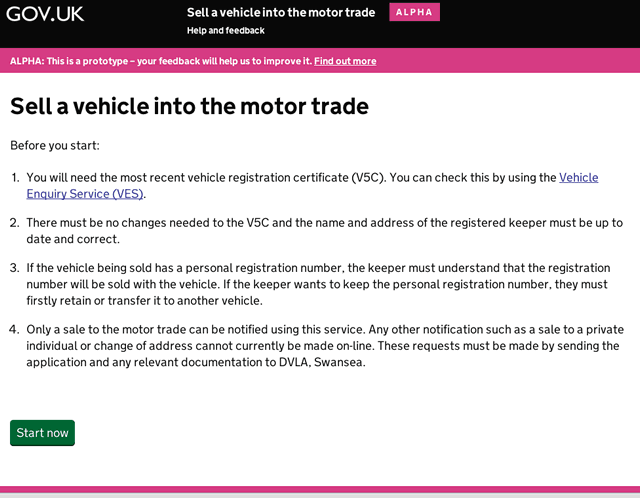 GOV.UK
Sell a vehicle into the motor trade ALPHA
Help and feedback
ALPHA: This is a prototype – your feedback will help us to improve it. Find out more
Sell a vehicle into the motor trade
Before you start:
1. You will need the most recent vehicle registration certificate (V5C). You can check this by using the Vehicle
Enquiry Service (VES).
2. There must be no changes needed to the V5C and the name and address of the registered keeper must be up to
date and correct.
3. If the vehicle being sold has a personal registration number, the keeper must understand that the registration
number will be sold with the vehicle. If the keeper wants to keep the personal registration number, they must
firstly retain or transfer it to another vehicle.
4. Only a sale to the motor trade can be notified using this service. Any other notification such as a sale to a private
individual or change of address cannot currently be made on-line. These requests must be made by sending the
application and any relevant documentation to DVLA, Swansea.
Start now